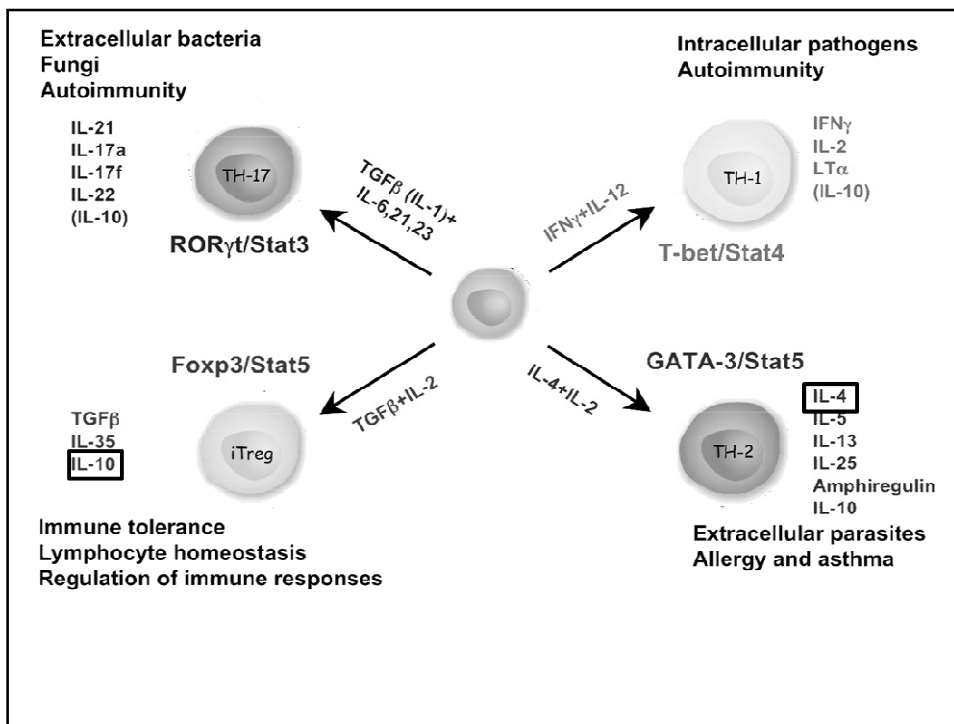 Extracellular bacteria
Fungi
Autoimmunity
IL-21
IL-17a
IL-17f
IL-22
(IL-10)
TH-17
RORγt/Stat3
TGFβ (IL-1)+
IL-6,21,23
Intracellular pathogens
Autoimmunity
IFNγ
IL-2
LTα
(IL-10)
TH-1
T-bet/Stat4
IFNγ+IL-12
Foxp3/Stat5
TGFβ+IL-2
TGFβ
IL-35
IL-10
iTreg
Immune tolerance
Lymphocyte homeostasis
Regulation of immune responses
GATA-3/Stat5
IL-4+IL-2
IL-4
IL-5
IL-13
IL-25
Amphiregulin
IL-10
TH-2
Extracellular parasites
Allergy and asthma